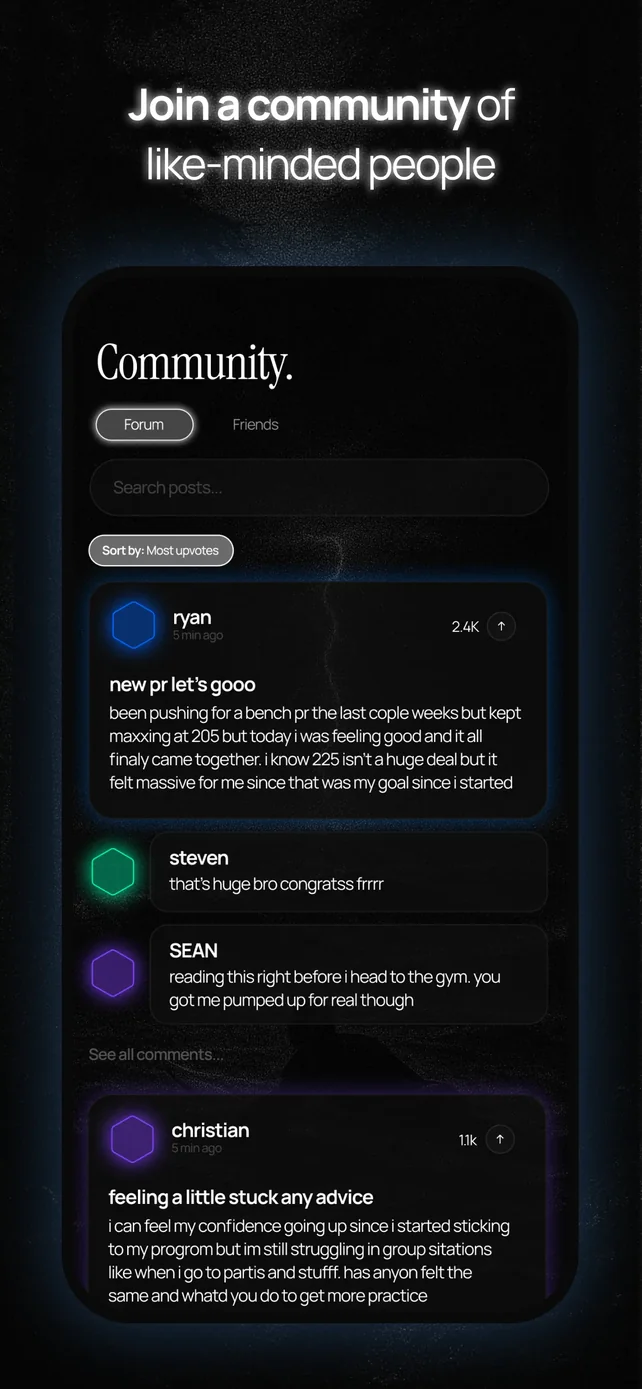 Join a community of
like-minded people
Community.
Forum
Friends
Search posts...
Sort by: Most upvotes
ryan
5 min ago
2.4K
↑
new pr let's gooo
been pushing for a bench pr the last cople weeks but kept
maxxing at 205 but today i was feeling good and it all
finaly came together. i know 225 isn't a huge deal but it
felt massive for me since that was my goal since i started
steven
that's huge bro congratss frrrr
SEAN
reading this right before i head to the gym. you
got me pumped up for real though
See all comments...
christian
5 min ago
1.1k
↑
feeling a little stuck any advice
i can feel my confidence going up since i started sticking
to my progrom but im still struggling in group sitations
like when i go to partis and stufff. has anyon felt the
same and whatd you do to get more practice